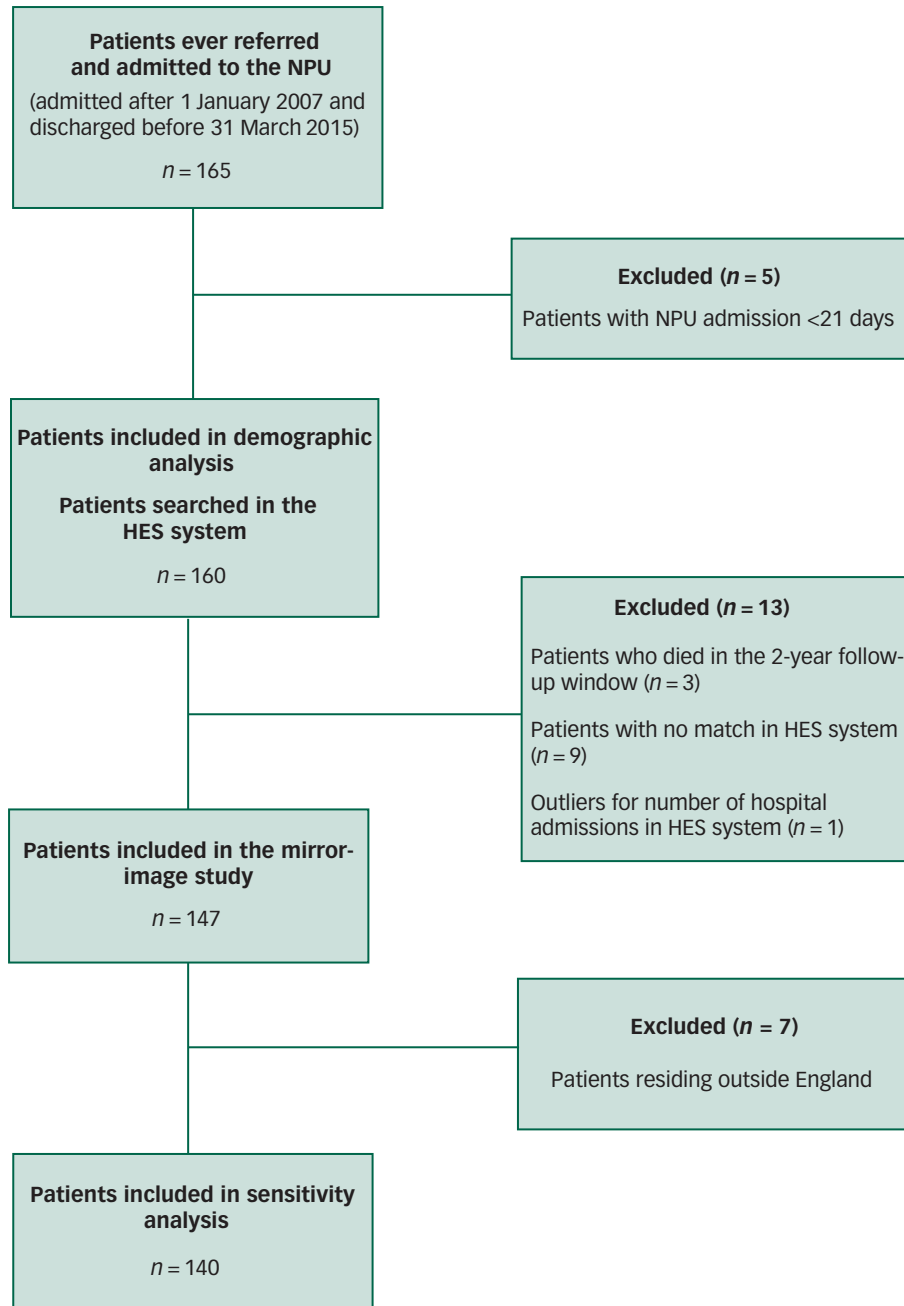 Patients ever referred
and admitted to the NPU
(admitted after 1 January 2007 and
discharged before 31 March 2015)
n = 165
Excluded (n = 5)
Patients with NPU admission <21 days
Patients included in demographic
analysis
Patients searched in the
HES system
n = 160
Excluded (n = 13)
Patients who died in the 2-year follow-
up window (n = 3)
Patients with no match in HES system
(n = 9)
Outliers for number of hospital
admissions in HES system (n = 1)
Patients included in the mirror-
image study
n = 147
Excluded (n = 7)
Patients residing outside England
Patients included in sensitivity
analysis
n = 140